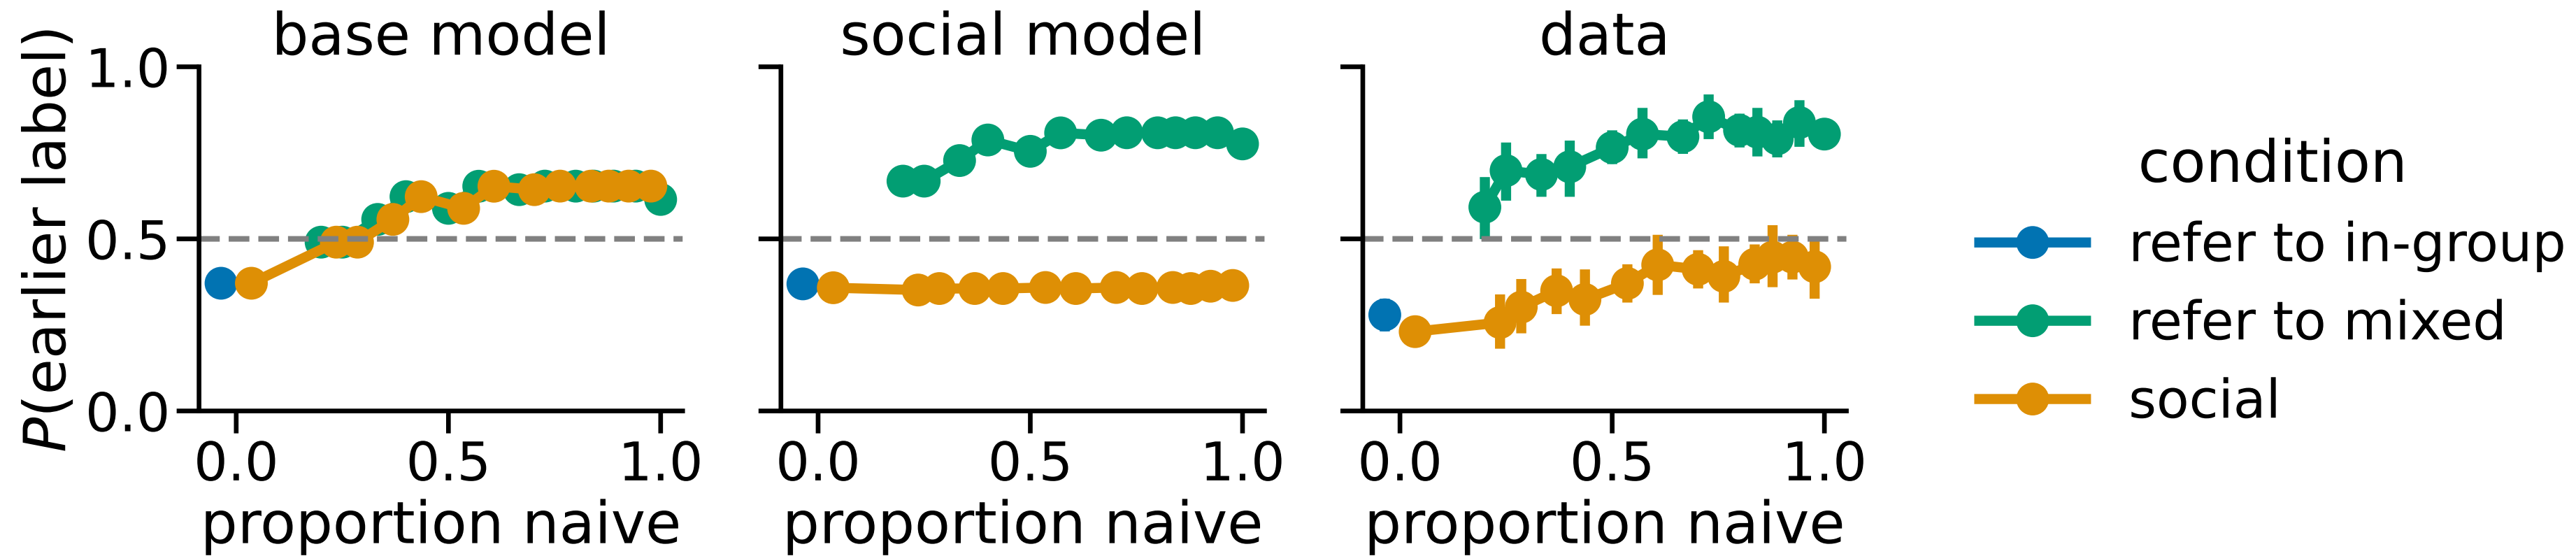 base model
social model
data
P(earlier label)
1.0
0.5
0.0
0.0 0.5 1.0
0.0 0.5 1.0
0.0 0.5 1.0
proportion naive
proportion naive
proportion naive
condition
refer to in-group
refer to mixed
social